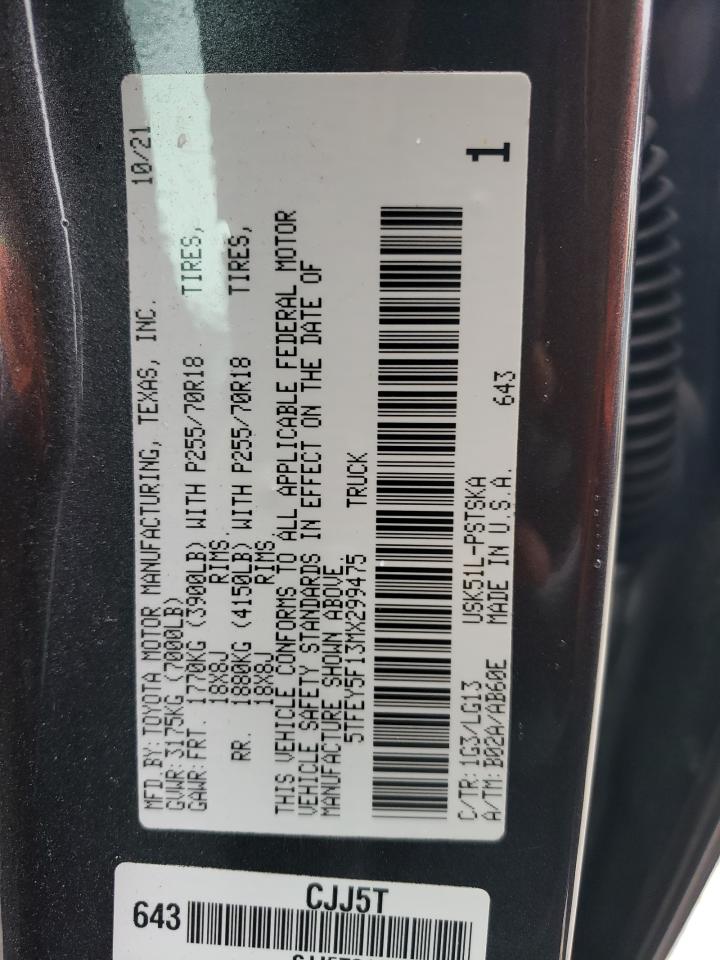 MFD.BY:TOYOTA MOTOR MANUFACTURING, TEXAS, INC. 10/21
GVWR:3175KG (7000LB)
GAWR:FRT. 1770KG (3900LB) WITH P255/70R18 TIRES,
18X8J RIMS
RR. 1880KG (4150LB) WITH P255/70R18 TIRES,
18X8J RIMS
THIS VEHICLE CONFORMS TO ALL APPLICABLE FEDERAL MOTOR
VEHICLE SAFETY STANDARDS IN EFFECT ON THE DATE OF
MANUFACTURE SHOWN ABOVE.
5TFEY5F13MX299475 TRUCK
C/TR:1G3/LG13 USK51L-PSTSKA 643
A/TM:B02A/AB60E MADE IN U.S.A.
1
CJJ5T
643